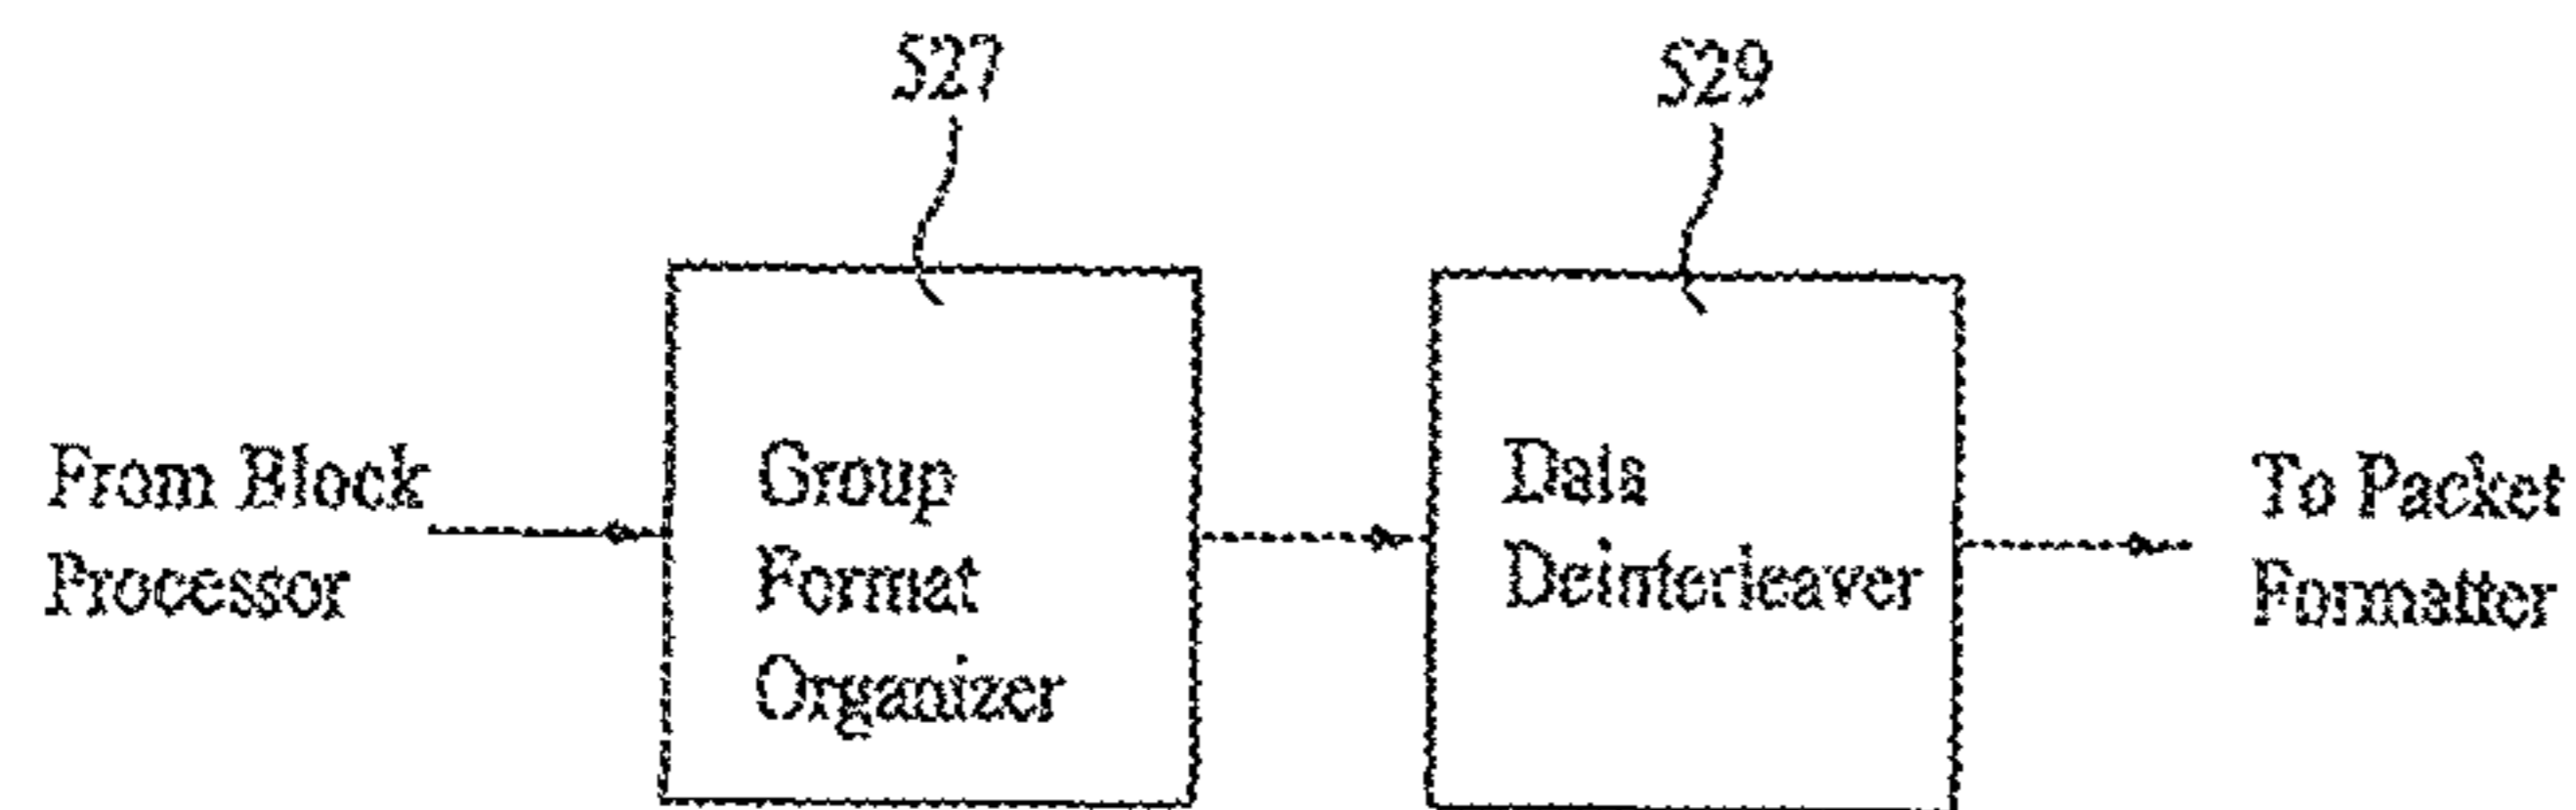 527
529
From Block
Processor
Group
Format
Organizer
Data
Deinterleaver
To Packet
Formatter